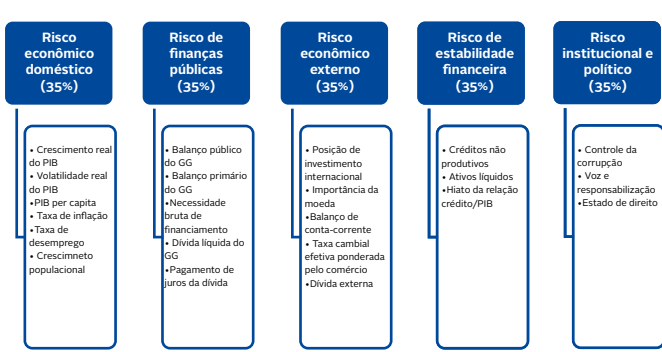 Risco
econômico
doméstico
(35%)
• Crescimento real
do PIB
• Volatilidade real
do PIB
•PIB per capita
• Taxa de inflação
•Taxa de
desemprego
• Crescimneto
populacional
Risco de
finanças
públicas
(35%)
• Balanço público
do GG
• Balanço primário
do GG
•Necessidade
bruta de
financiamento
• Dívida líquida do
GG
•Pagamento de
juros da dívida
Risco
econômico
externo
(35%)
• Posição de
investimento
internacional
• Importância da
moeda
•Balanço de
conta-corrente
• Taxa cambial
efetiva ponderada
pelo comércio
•Dívida externa
Risco de
estabilidade
financeira
(35%)
• Créditos não
produtivos
• Ativos líquidos
• Hiato da relação
crédito/PIB
Risco
institucional e
político
(35%)
• Controle da
corrupção
• Voz e
responsabilização
•Estado de direito